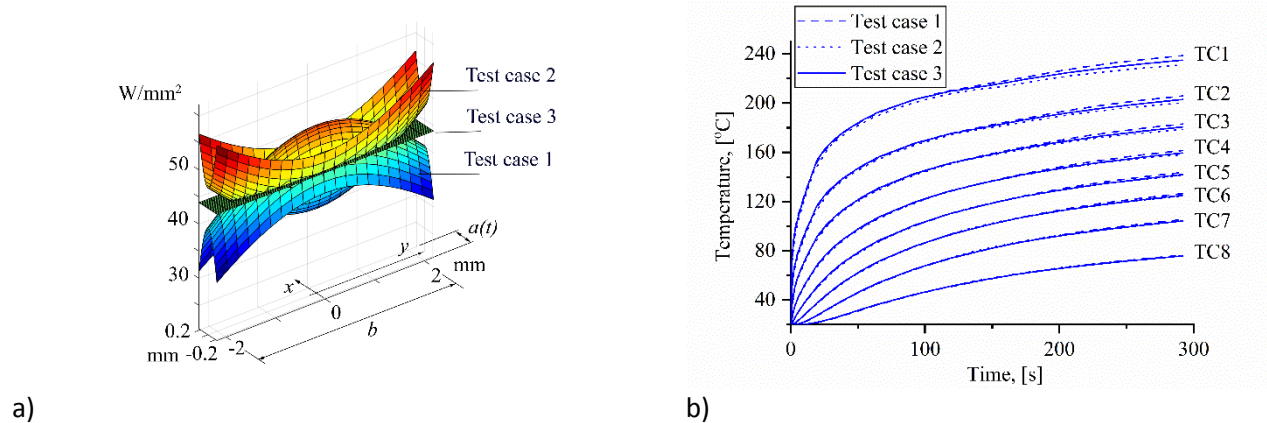 W/mm²
50
40
30
0.2
mm
-0.2
-2
0
2
mm
x
y
a(t)
b
Test case 2
Test case 3
Test case 1
a)
Test case 1
Test case 2
Test case 3
240
200
160
120
80
40
Temperature, [°C]
0
100
200
300
Time, [s]
TC1
TC2
TC3
TC4
TC5
TC6
TC7
TC8
b)